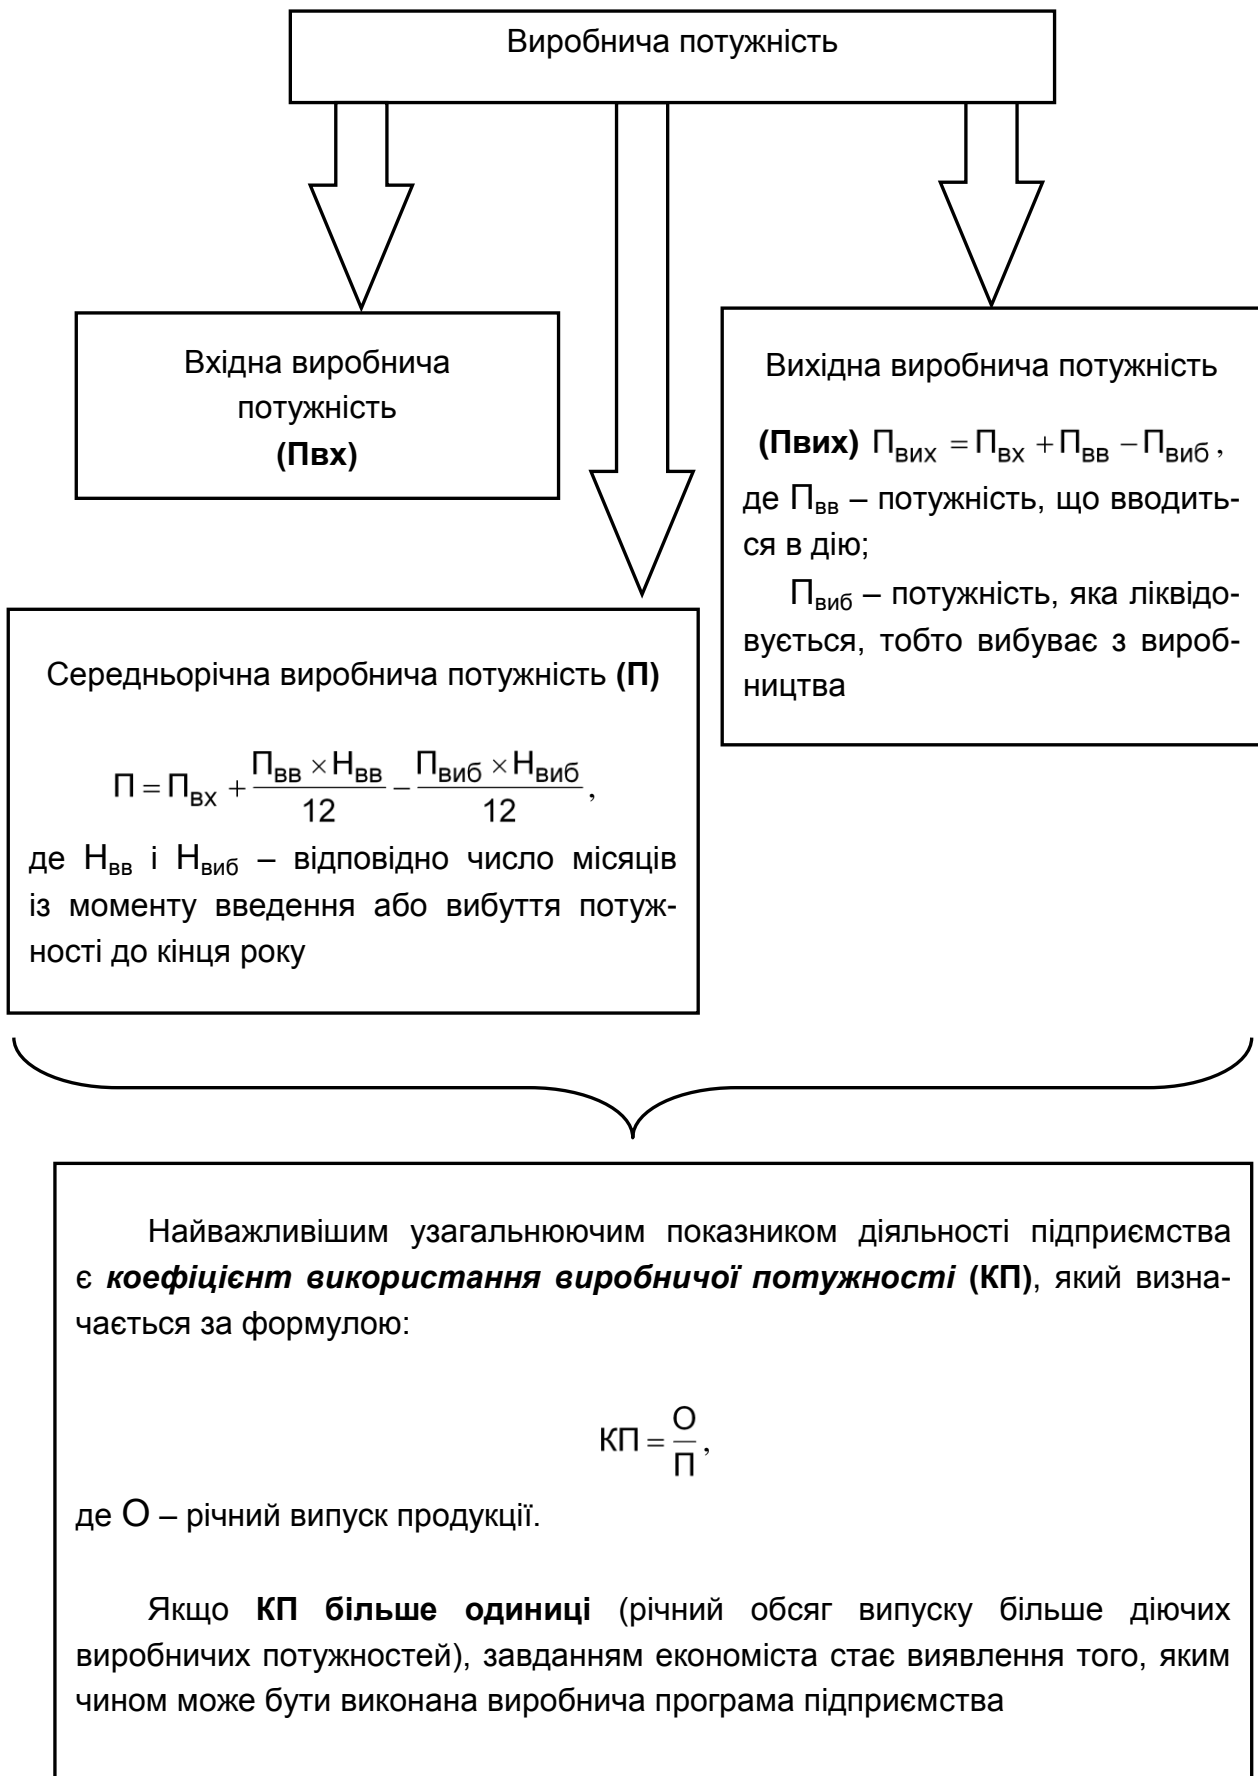 Виробнича потужність
Вхідна виробнича
потужність
(Пвх)
Вихідна виробнича потужність
(Пвих) Пвих = Пвх + Пвв − Пвиб ,
де Пвв – потужність, що вводить-
ся в дію;
Пвиб – потужність, яка ліквідо-
вується, тобто вибуває з вироб-
ництва
Середньорічна виробнича потужність (П)
П = Пвх + (Пвв × Нвв)/12 − (Пвиб × Нвиб)/12 ,
де Нвв і Нвиб – відповідно число місяців
із моменту введення або вибуття потуж-
ності до кінця року
Найважливішим узагальнюючим показником діяльності підприємства
є коефіцієнт використання виробничої потужності (КП), який визна-
чається за формулою:
КП = О/П ,
де О – річний випуск продукції.
Якщо КП більше одиниці (річний обсяг випуску більше діючих
виробничих потужностей), завданням економіста стає виявлення того, яким
чином може бути виконана виробнича програма підприємства